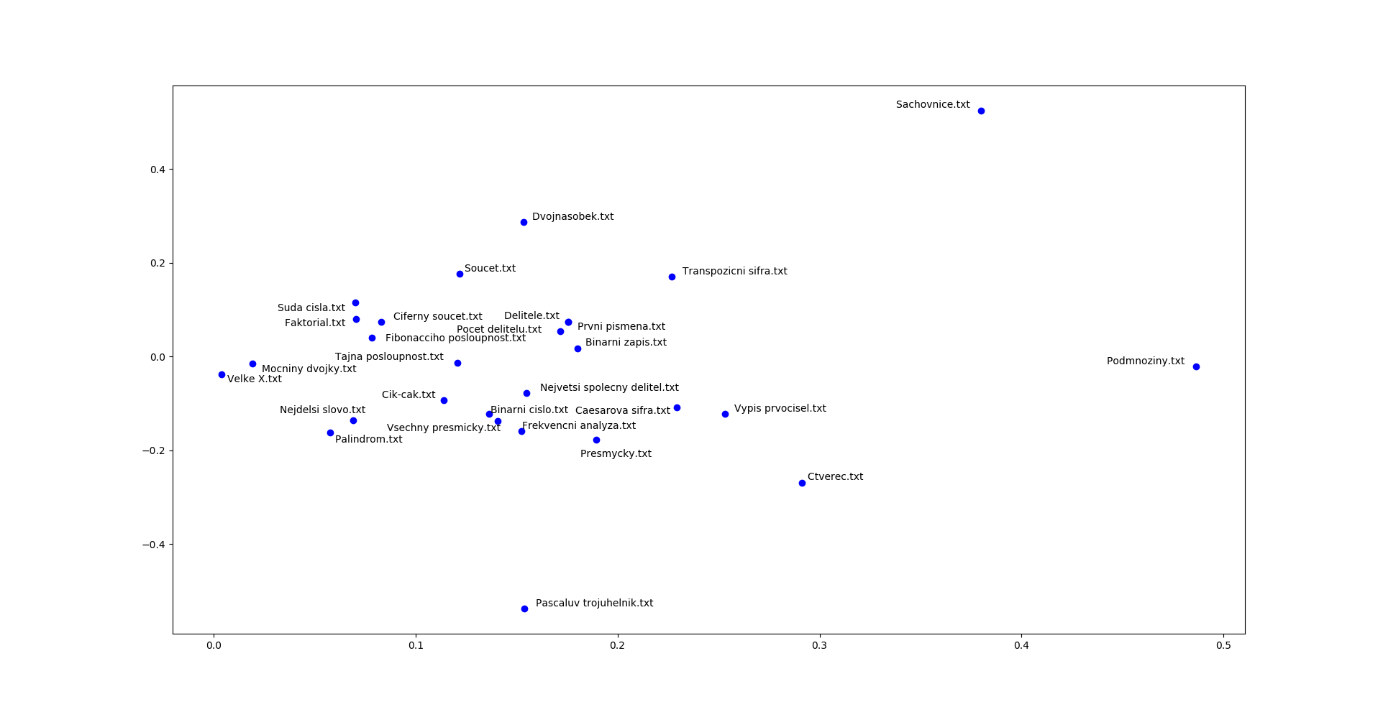 Sachovnice.txt
0.4
Dvojnasobek.txt
0.2
Soucet.txt
Transpozicni sifra.txt
Suda cisla.txt
Ciferny soucet.txt
Delitele.txt
Faktorial.txt
Pocet delitelu.txt
Prvni pismena.txt
Fibonacciho posloupnost.txt
Binarni zapis.txt
0.0
Tajna posloupnost.txt
Podmnoziny.txt
Mocniny dvojky.txt
Velke X.txt
Nejvetsi spolecny delitel.txt
Cik-cak.txt
Nejdelsi slovo.txt
Binarni cislo.txt
Caesarova sifra.txt
Vypis prvocisel.txt
Vsechny presmicky.txt
Frekvencni analyza.txt
Palindrom.txt
−0.2
Presmycky.txt
Ctverec.txt
−0.4
Pascaluv trojuhelnik.txt
0.0 0.1 0.2 0.3 0.4 0.5